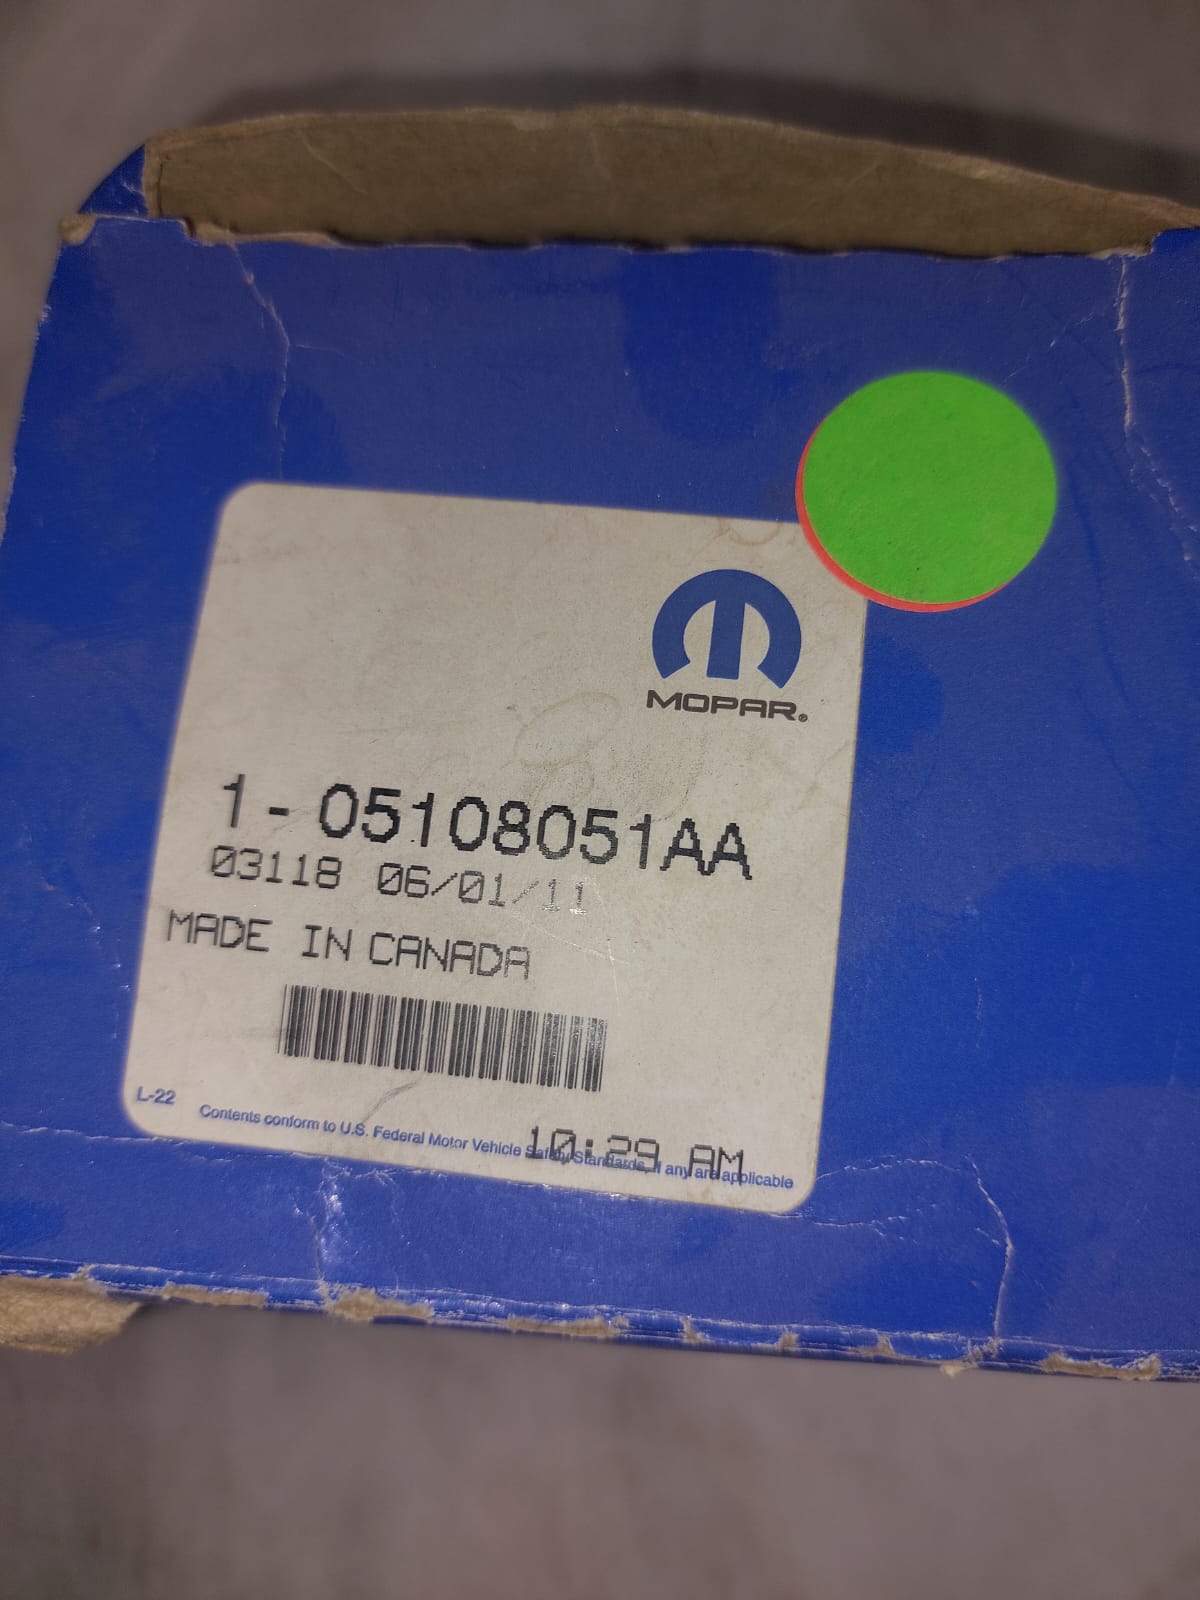 MOPAR®
1-05108051AA
03118 06/01/11
MADE IN CANADA
L-22
Contents conform to U.S. Federal Motor Vehicle Safety Standards, if any are applicable
10:29 AM